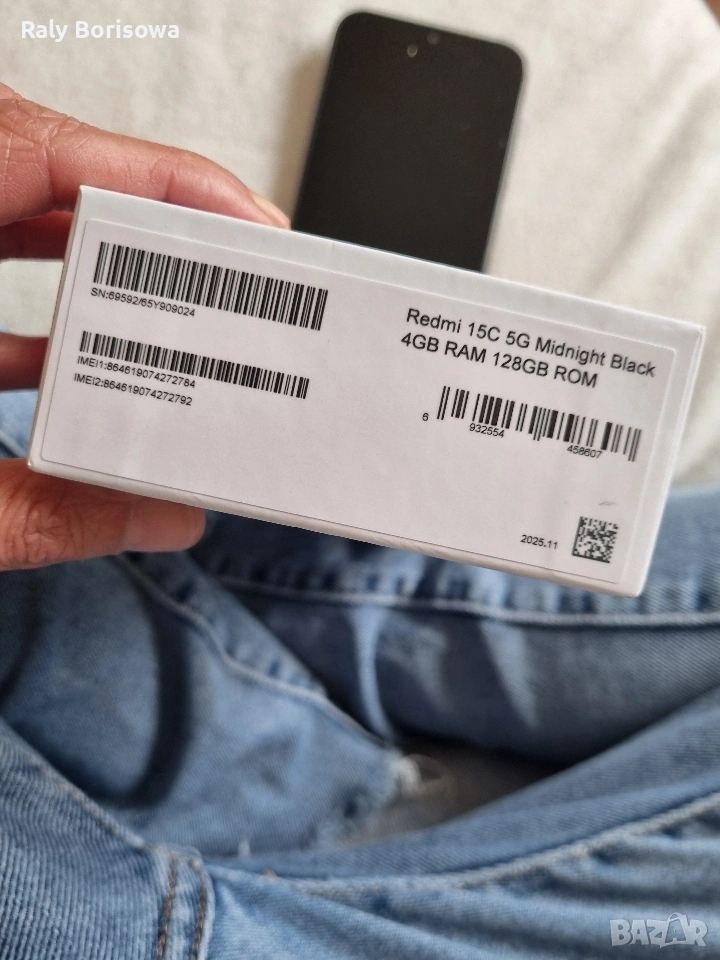 Raly Borisowa
SN:69592/65Y909024
IMEI1:864619074272784
IMEI2:864619074272792
Redmi 15C 5G Midnight Black
4GB RAM 128GB ROM
6 932554 458607
2025.11
BAZAR